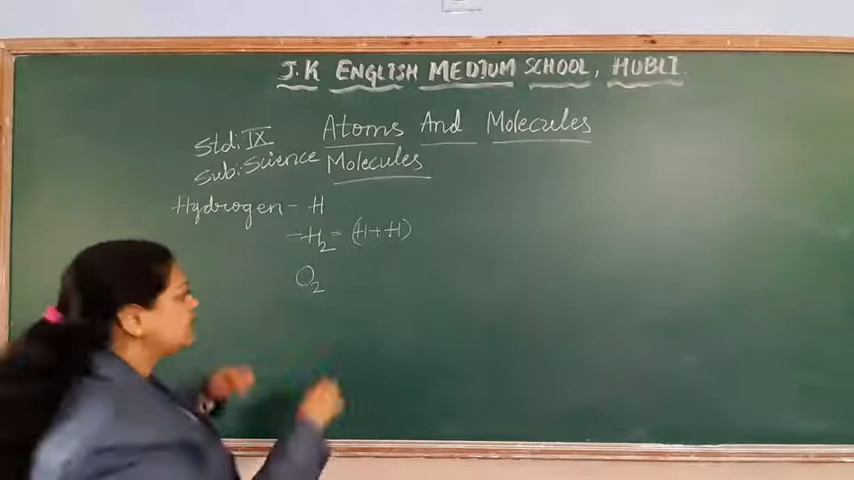 J.K ENGLISH MEDIUM SCHOOL, HUBLI.
Std: IX Atoms And Molecules
Sub: Science Molecules
Hydrogen - H
- H₂ = (H+H)
O₂